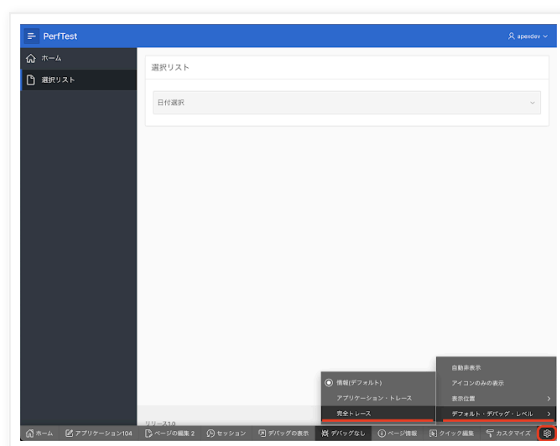 PerfTest
apexdev
ホーム
選択リスト
選択リスト
日付選択
自動非表示
情報(デフォルト)
アイコンのみの表示
アプリケーション・トレース
表示位置
完全トレース
デフォルト・デバッグ・レベル
リリース1.0
ホーム
アプリケーション104
ページの編集 2
セッション
デバッグの表示
デバッグなし
ページ情報
クイック編集
カスタマイズ